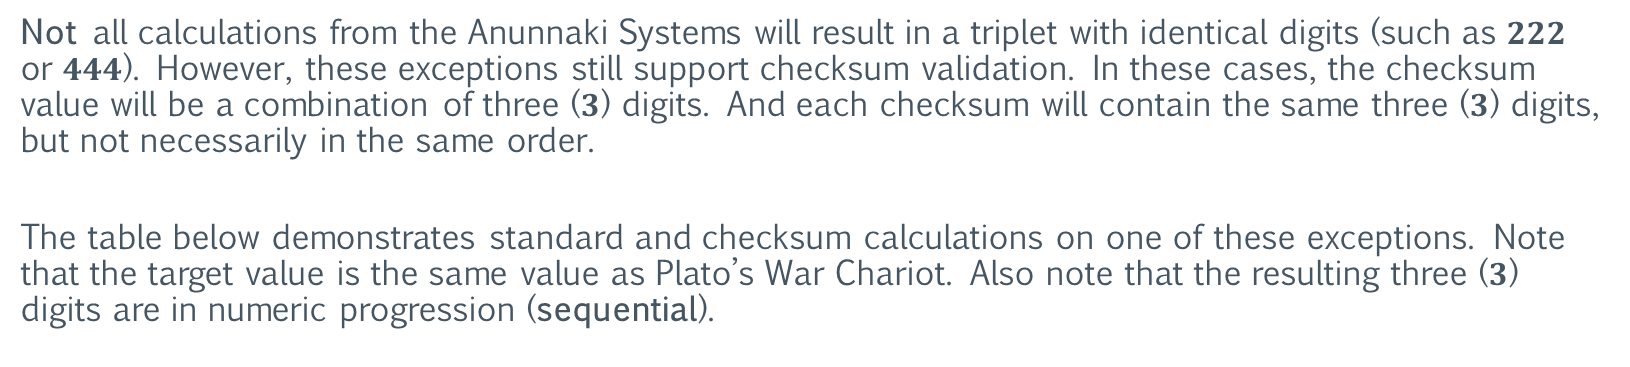 Not all calculations from the Anunnaki Systems will result in a triplet with identical digits (such as 222
or 444). However, these exceptions still support checksum validation. In these cases, the checksum
value will be a combination of three (3) digits. And each checksum will contain the same three (3) digits,
but not necessarily in the same order.
The table below demonstrates standard and checksum calculations on one of these exceptions. Note
that the target value is the same value as Plato’s War Chariot. Also note that the resulting three (3)
digits are in numeric progression (sequential).